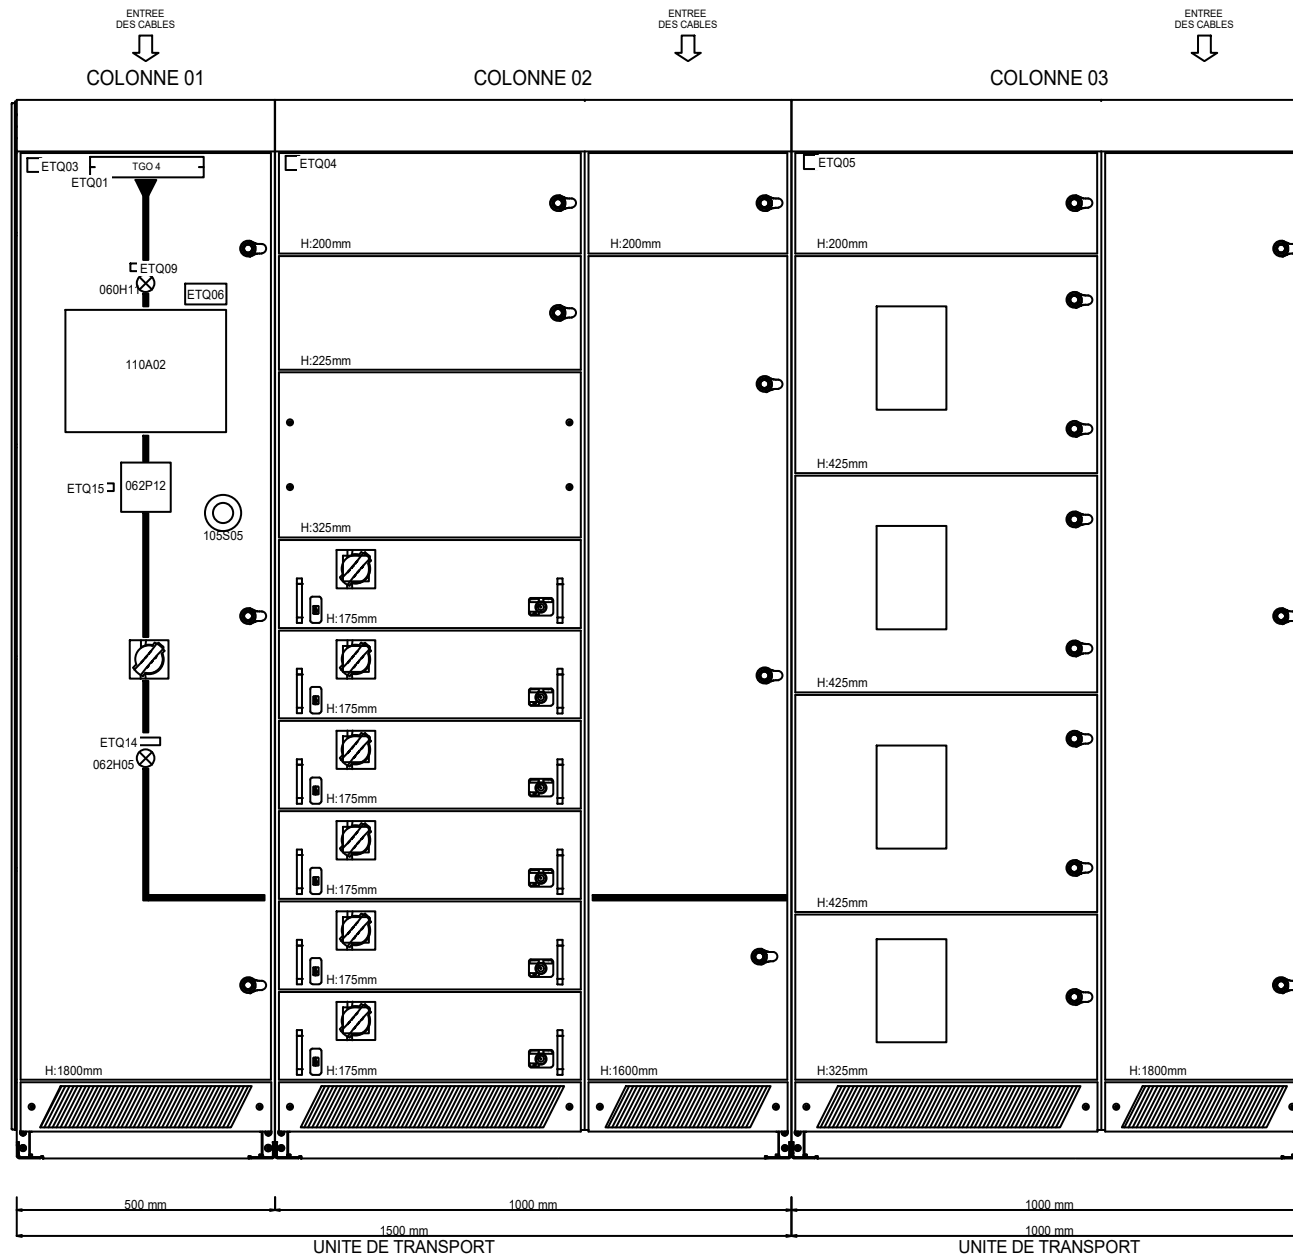 ENTREE
DES CABLES
ENTREE
DES CABLES
ENTREE
DES CABLES
COLONNE 01
COLONNE 02
COLONNE 03
ETQ03
TGO 4
ETQ01
ETQ09
060H11
ETQ06
110A02
ETQ15
062P12
105S05
ETQ14
062H05
H:1800mm
ETQ04
H:200mm
H:225mm
H:325mm
H:175mm
H:175mm
H:175mm
H:175mm
H:175mm
H:175mm
H:200mm
H:1600mm
ETQ05
H:200mm
H:425mm
H:425mm
H:425mm
H:325mm
H:1800mm
500 mm
1000 mm
1000 mm
1500 mm
1000 mm
UNITE DE TRANSPORT
UNITE DE TRANSPORT